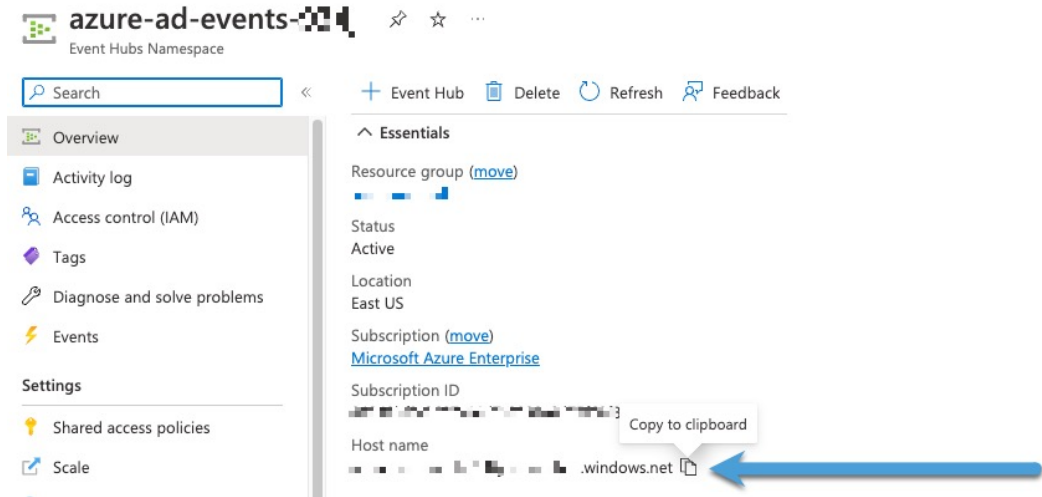 azure-ad-events-
Event Hubs Namespace
Search
«
Event Hub
Delete
Refresh
Feedback
Overview
Activity log
Access control (IAM)
Tags
Diagnose and solve problems
Events
Settings
Shared access policies
Scale
Essentials
Resource group (move)
Status
Active
Location
East US
Subscription (move)
Microsoft Azure Enterprise
Subscription ID
Copy to clipboard
Host name
.windows.net